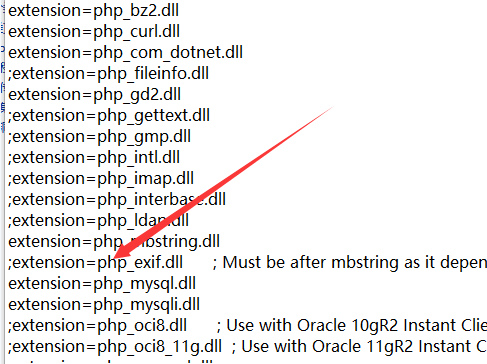 extension=php_bz2.dll
extension=php_curl.dll
extension=php_com_dotnet.dll
;extension=php_fileinfo.dll
extension=php_gd2.dll
;extension=php_gettext.dll
;extension=php_gmp.dll
;extension=php_intl.dll
;extension=php_imap.dll
;extension=php_interbase.dll
;extension=php_ldap.dll
extension=php_mbstring.dll
;extension=php_exif.dll ; Must be after mbstring as it depen
extension=php_mysql.dll
extension=php_mysqli.dll
;extension=php_oci8.dll ; Use with Oracle 10gR2 Instant Clie
;extension=php_oci8_11g.dll ; Use with Oracle 11gR2 Instant Cl